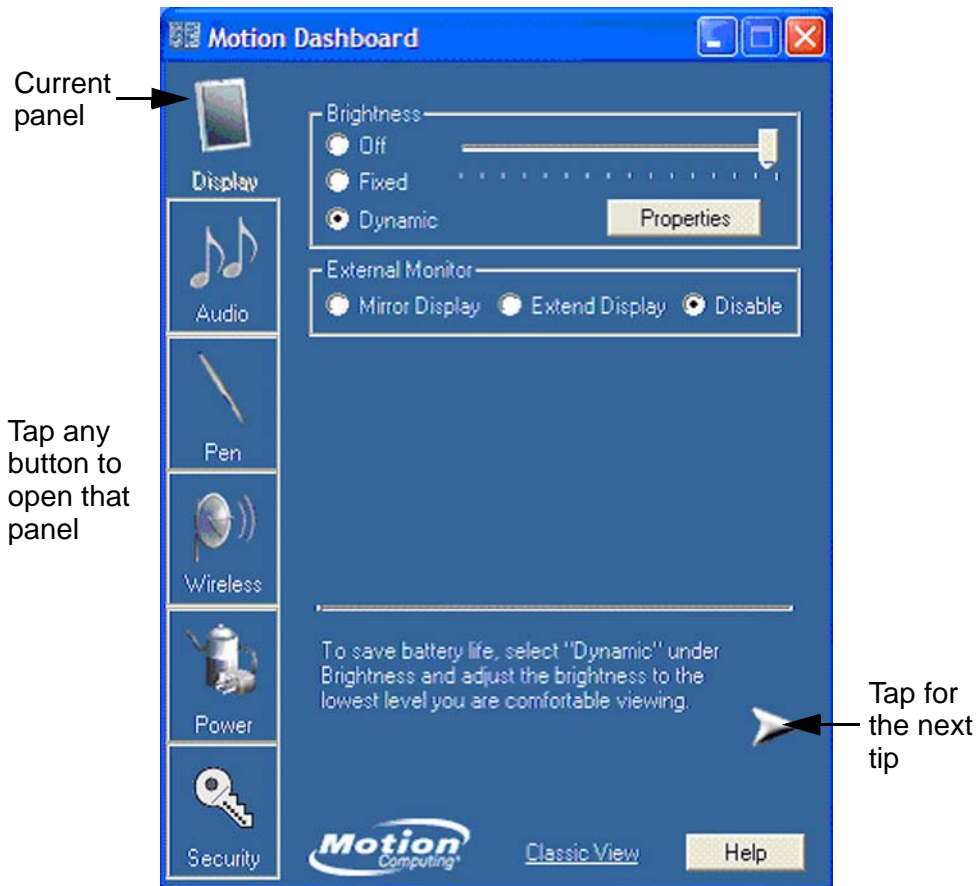 Motion Dashboard
Current
panel
Display
Brightness
Off
Fixed
Dynamic
Properties
External Monitor
Mirror Display
Extend Display
Disable
Audio
Pen
Tap any
button to
open that
panel
Wireless
Power
Security
To save battery life, select "Dynamic" under
Brightness and adjust the brightness to the
lowest level you are comfortable viewing.
Tap for
the next
tip
Motion
Computing
Classic View
Help